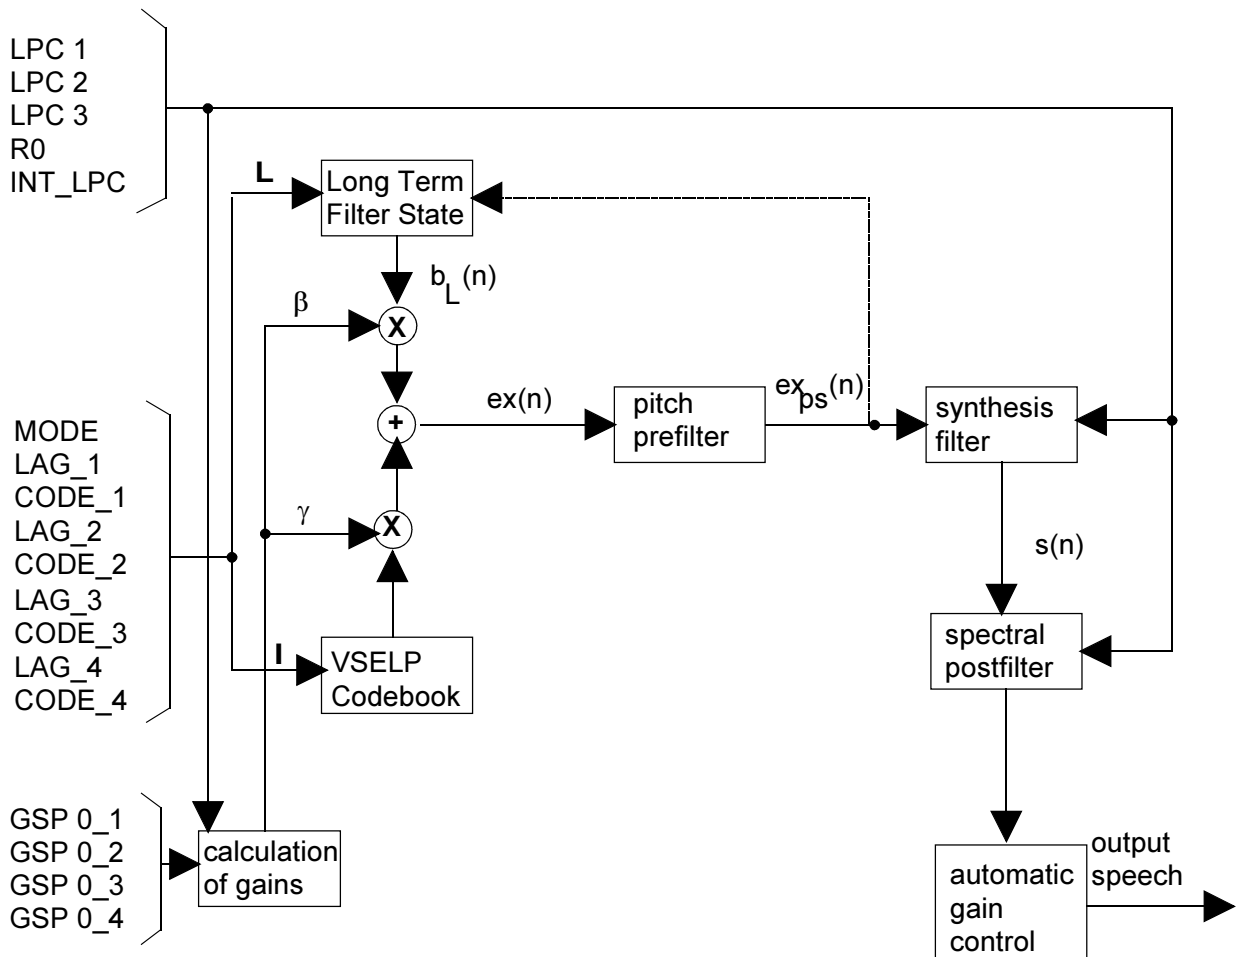 LPC 1
LPC 2
LPC 3
R0
INT_LPC
L
Long Term
Filter State
b_L(n)
β
X
+
ex(n)
pitch
prefilter
ex_ps(n)
synthesis
filter
MODE
LAG_1
CODE_1
LAG_2
CODE_2
LAG_3
CODE_3
LAG_4
CODE_4
γ
X
s(n)
I
VSELP
Codebook
spectral
postfilter
GSP 0_1
GSP 0_2
GSP 0_3
GSP 0_4
calculation
of gains
automatic
gain
control
output
speech